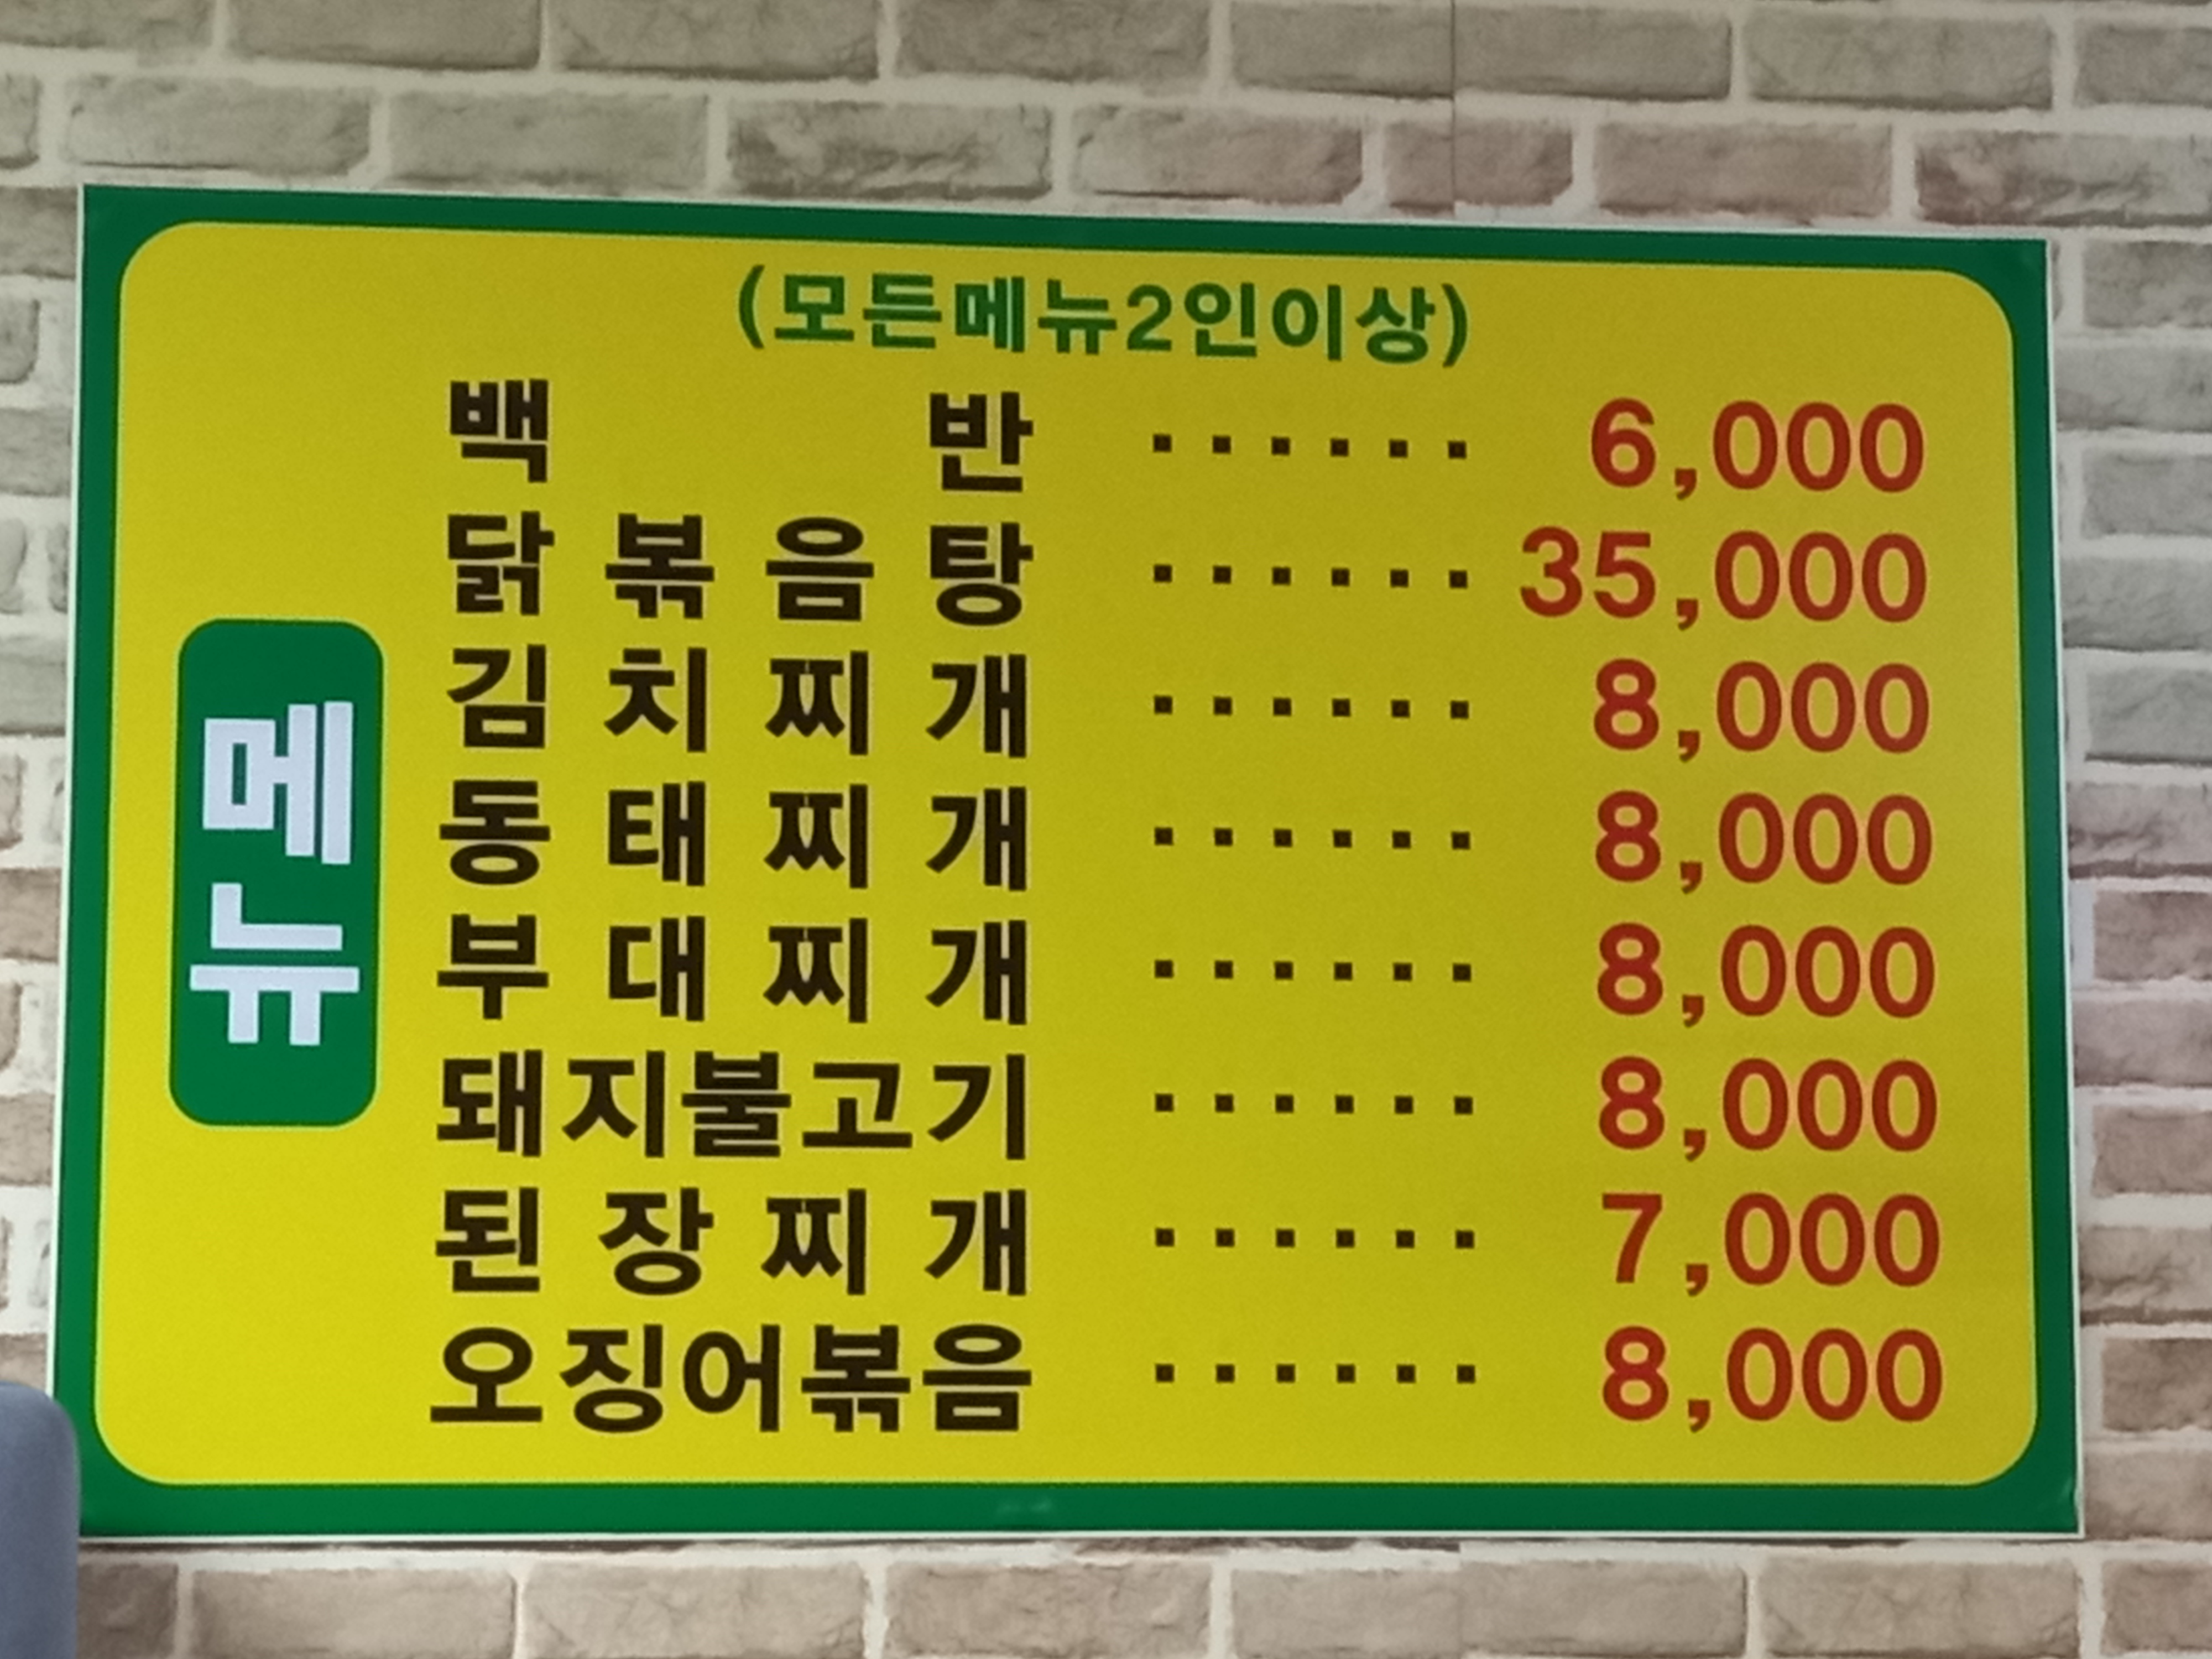 (모든메뉴2인이상)
메뉴
백 반 ······ 6,000
닭볶음탕 ······ 35,000
김치찌개 ······ 8,000
동태찌개 ······ 8,000
부대찌개 ······ 8,000
돼지불고기 ······ 8,000
된장찌개 ······ 7,000
오징어볶음 ······ 8,000